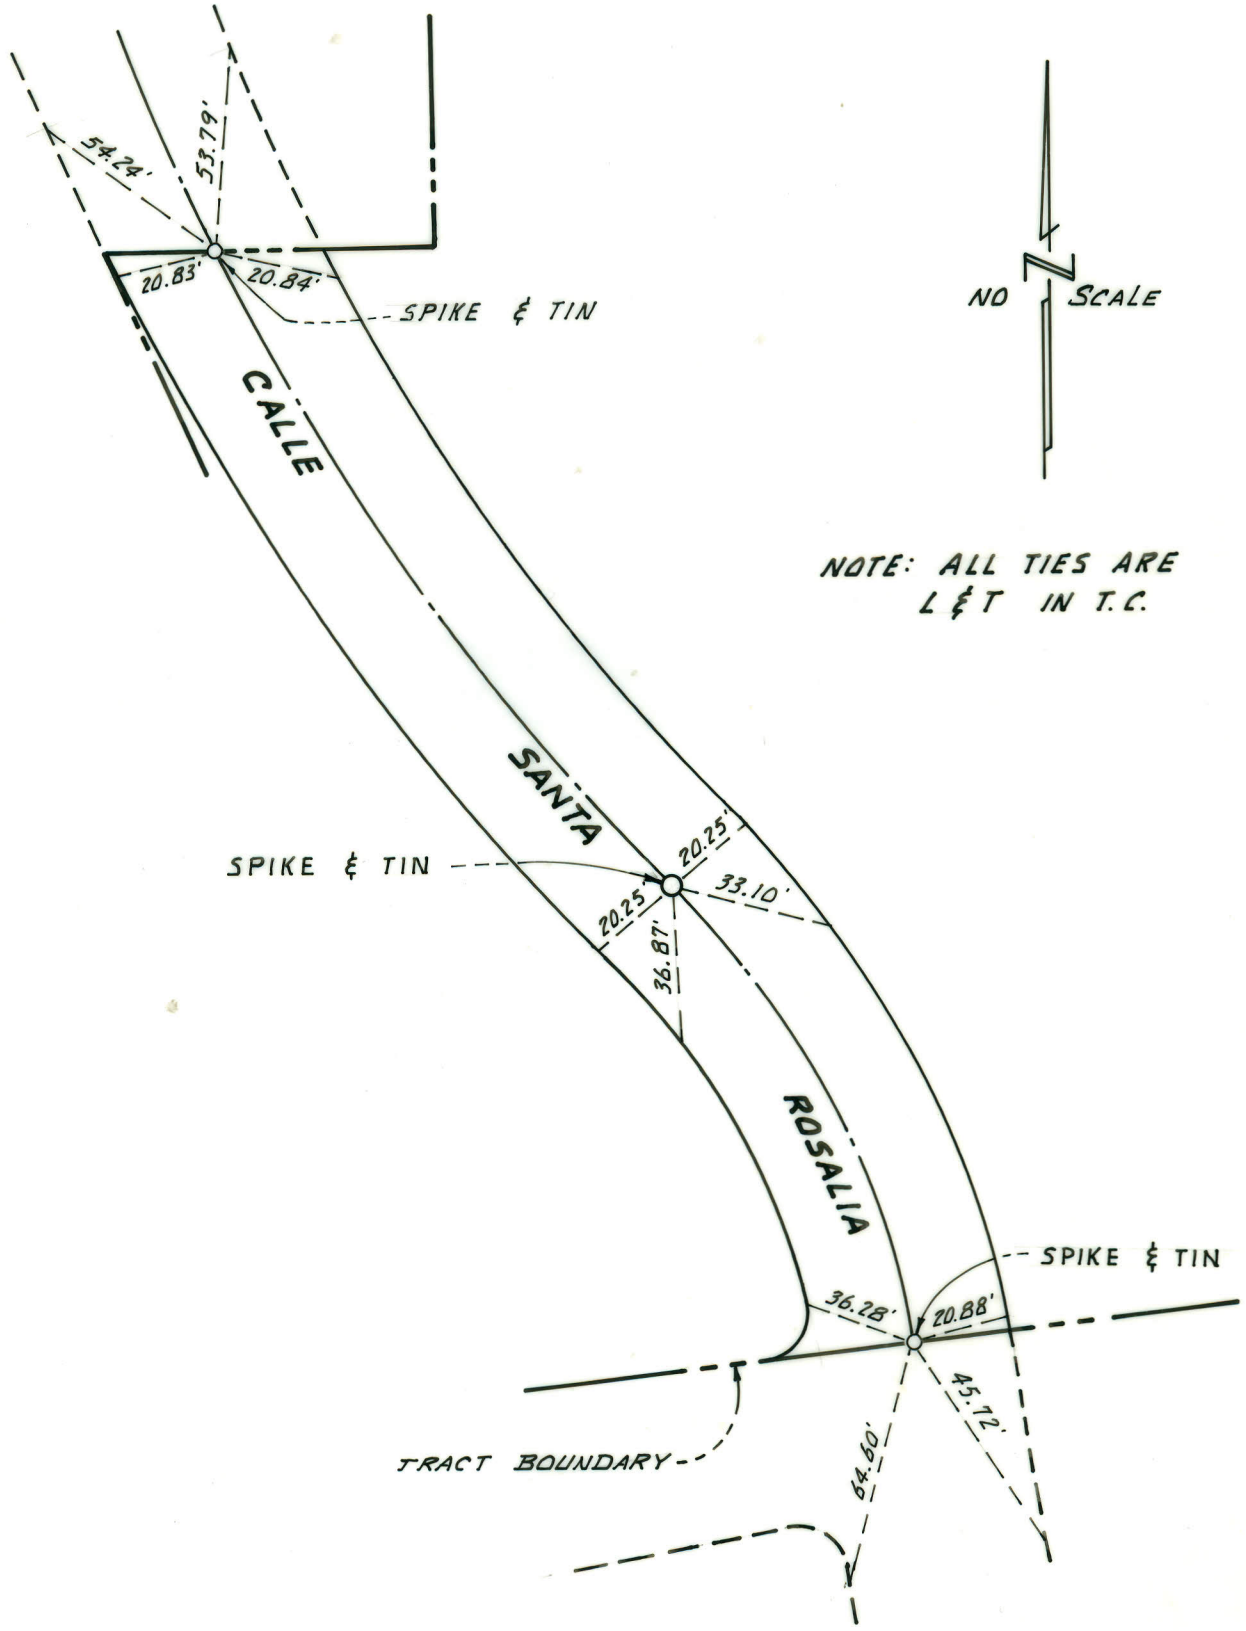 54.24'
53.79'
20.83'
20.84'
SPIKE & TIN
N
NO SCALE
CALLE
NOTE: ALL TIES ARE
L & T IN T.C.
SANTA
20.25'
SPIKE & TIN
33.10'
20.25'
36.87'
ROSALIA
SPIKE & TIN
36.28'
20.88'
45.72'
64.60'
TRACT BOUNDARY